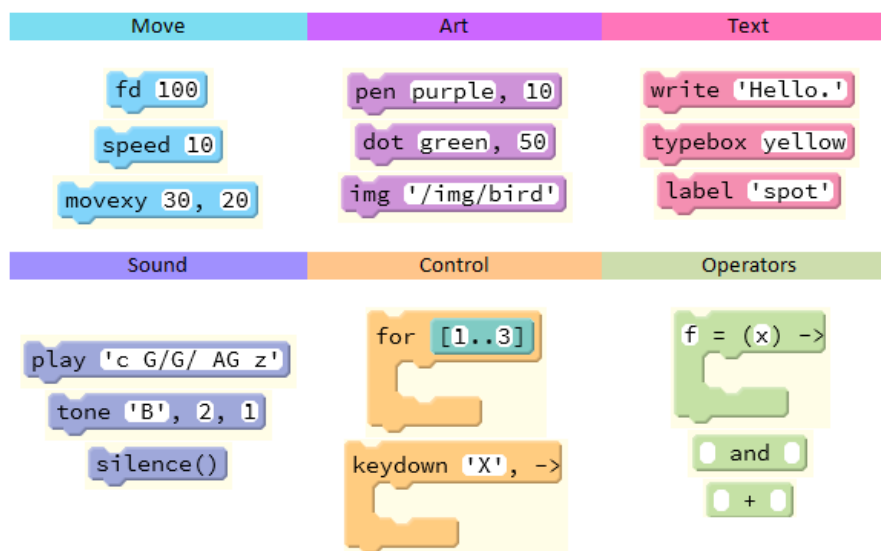 Move
Art
Text
fd 100
speed 10
movexy 30, 20
pen purple, 10
dot green, 50
img '/img/bird'
write 'Hello.'
typebox yellow
label 'spot'
Sound
Control
Operators
play 'c G/G/ AG z'
tone 'B', 2, 1
silence()
for [1..3]
keydown 'X', ->
f = (x) ->
and
+